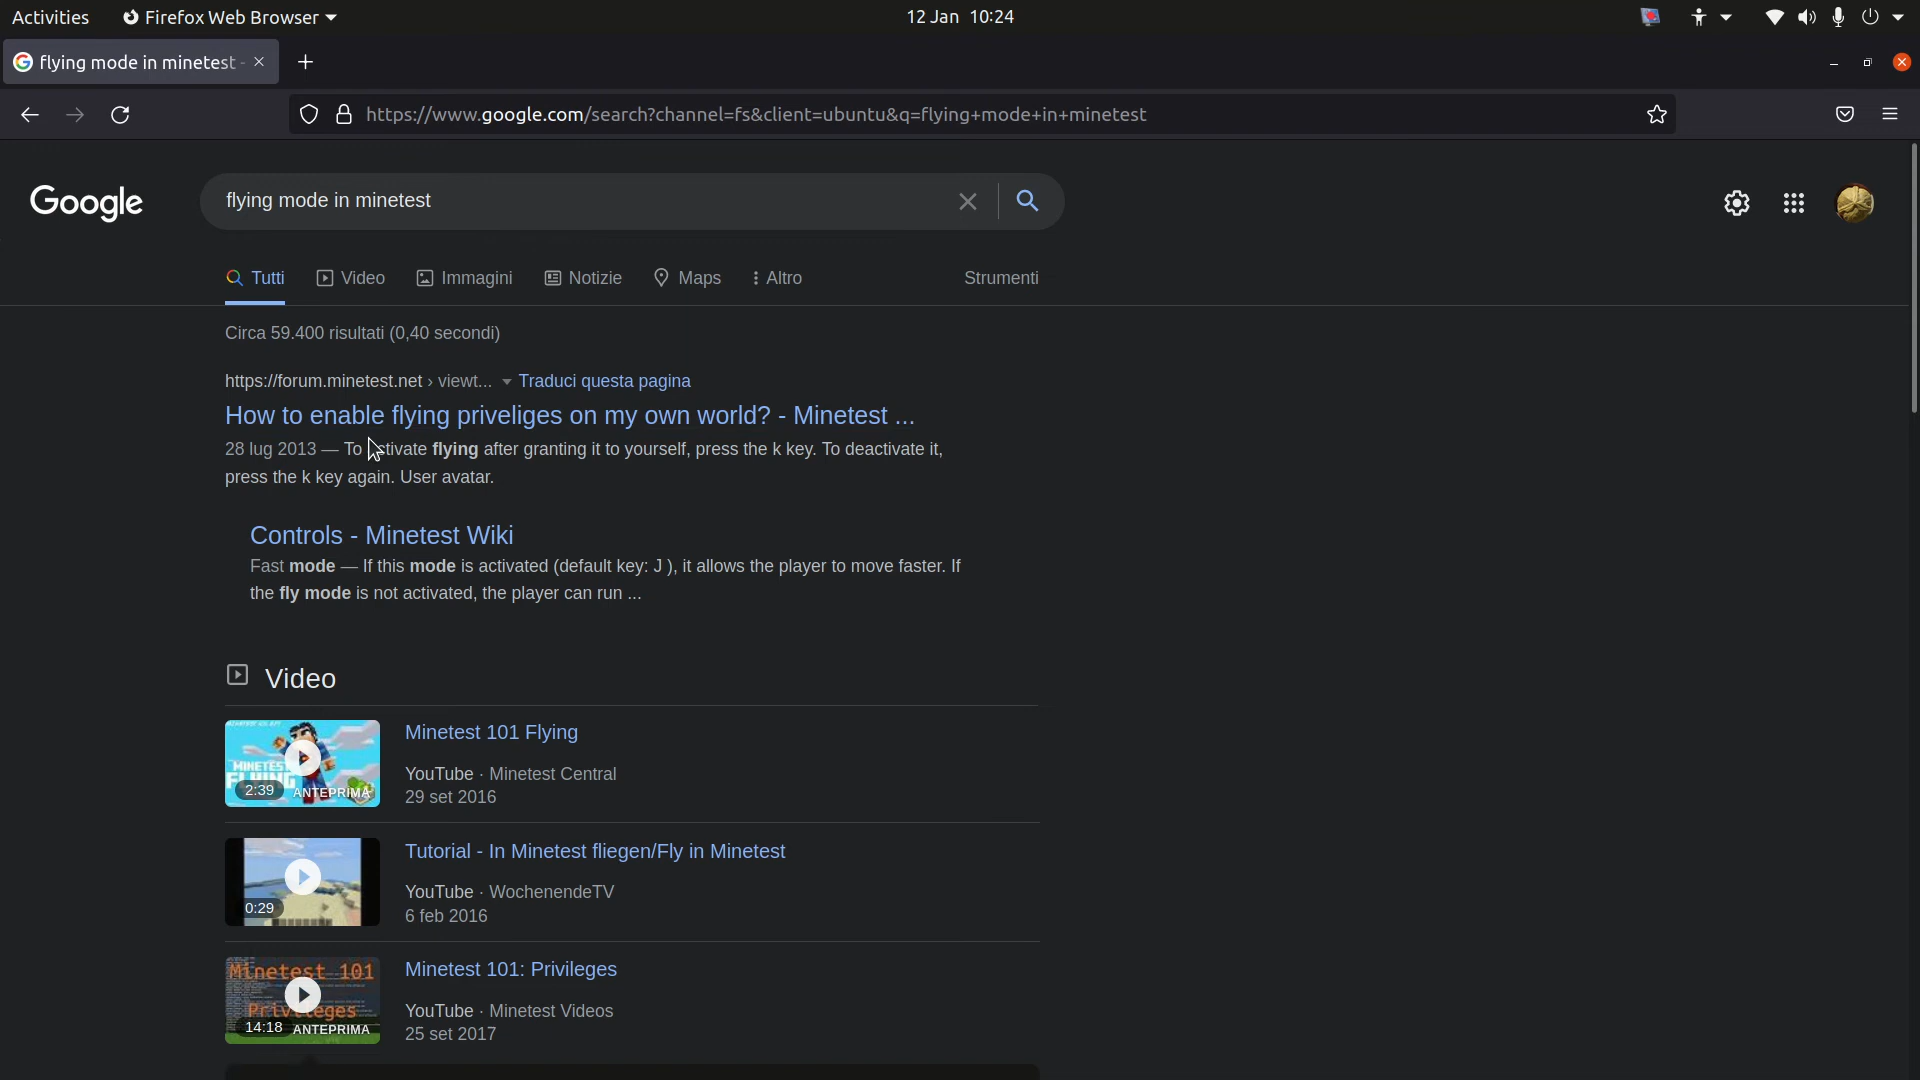 Activities Firefox Web Browser 12 Jan 10:24
flying mode in minetest -
https://www.google.com/search?channel=fs&client=ubuntu&q=flying+mode+in+minetest
Google flying mode in minetest
Tutti Video Immagini Notizie Maps Altro Strumenti
Circa 59.400 risultati (0,40 secondi)
https://forum.minetest.net › viewt... Traduci questa pagina
How to enable flying priveliges on my own world? - Minetest ...
28 lug 2013 — To activate flying after granting it to yourself, press the k key. To deactivate it,
press the k key again. User avatar.
Controls - Minetest Wiki
Fast mode — If this mode is activated (default key: J ), it allows the player to move faster. If
the fly mode is not activated, the player can run ...
Video
MINETEST
FLYING
2:39 ANTEPRIMA
Minetest 101 Flying
YouTube · Minetest Central
29 set 2016
0:29
Tutorial - In Minetest fliegen/Fly in Minetest
YouTube · WochenendeTV
6 feb 2016
Minetest 101
Privileges
14:18 ANTEPRIMA
Minetest 101: Privileges
YouTube · Minetest Videos
25 set 2017